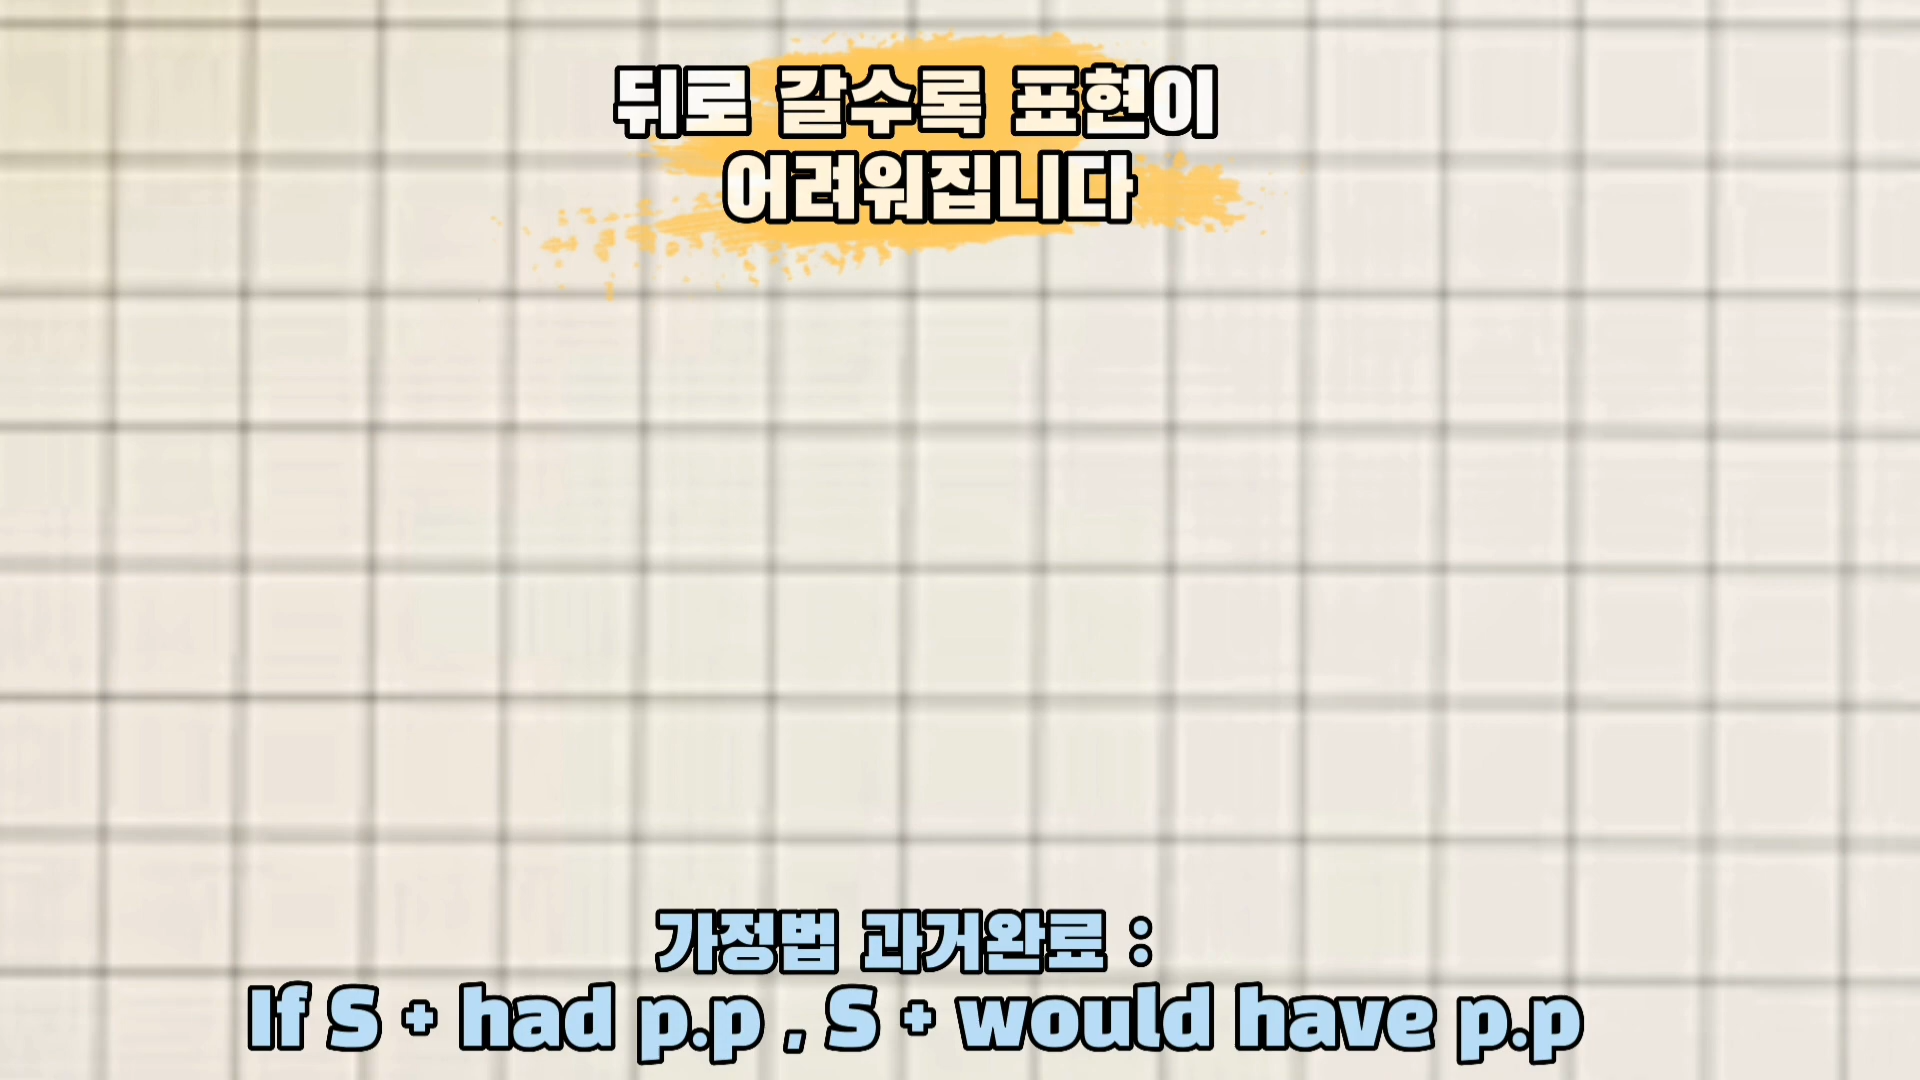 뒤로 갈수록 표현이
어려워집니다
가정법 과거완료 :
If S + had p.p , S + would have p.p